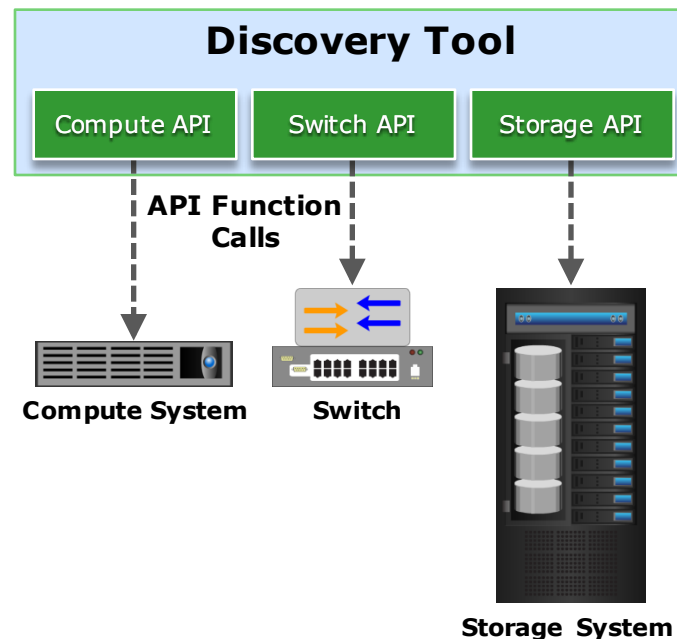 Discovery Tool
Compute API
Switch API
Storage API
API Function
Calls
Compute System
Switch
Storage System